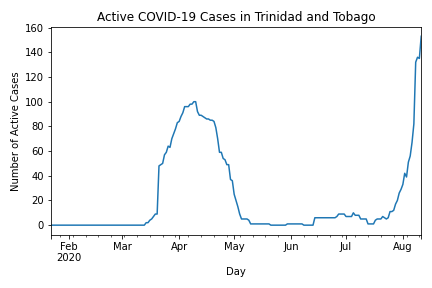 Active COVID-19 Cases in Trinidad and Tobago
160
140
120
100
80
60
40
20
0
Number of Active Cases
Feb Mar Apr May Jun Jul Aug
2020
Day